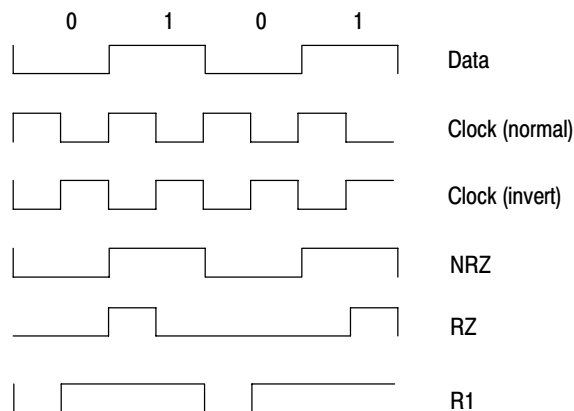 0 1 0 1
Data
Clock (normal)
Clock (invert)
NRZ
RZ
R1